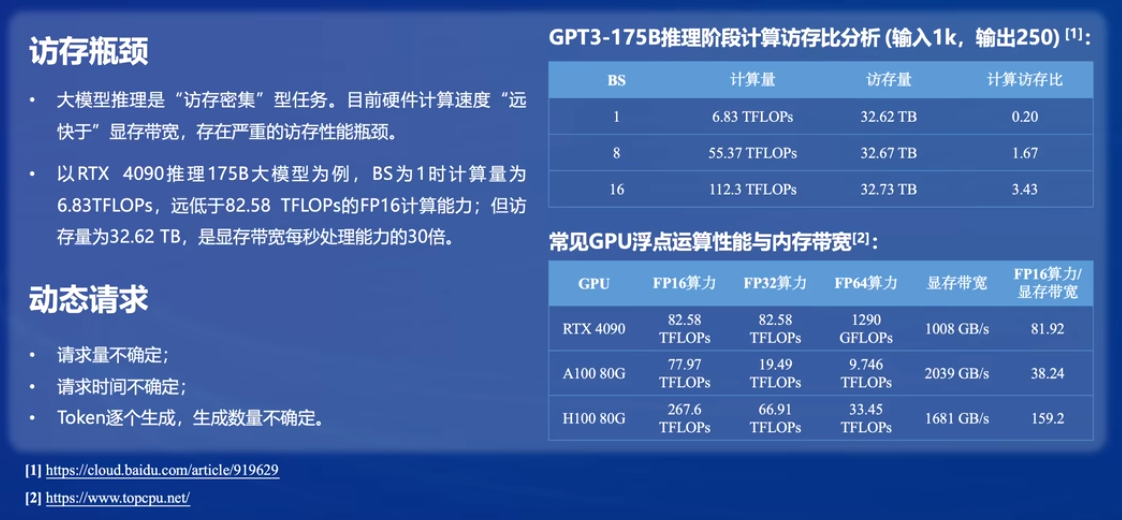 访存瓶颈
• 大模型推理是“访存密集”型任务。目前硬件计算速度“远
快于”显存带宽，存在严重的访存性能瓶颈。
• 以RTX 4090推理175B大模型为例，BS为1时计算量为
6.83TFLOPs，远低于82.58 TFLOPs的FP16计算能力；但访
存量为32.62 TB，是显存带宽每秒处理能力的30倍。
动态请求
• 请求量不确定；
• 请求时间不确定；
• Token逐个生成，生成数量不确定。
GPT3-175B推理阶段计算访存比分析 (输入1k，输出250) [1]：
BS 计算量 访存量 计算访存比
1 6.83 TFLOPs 32.62 TB 0.20
8 55.37 TFLOPs 32.67 TB 1.67
16 112.3 TFLOPs 32.73 TB 3.43
常见GPU浮点运算性能与内存带宽[2]：
GPU FP16算力 FP32算力 FP64算力 显存带宽 FP16算力/
显存带宽
RTX 4090 82.58 TFLOPs 82.58 TFLOPs 1290 GFLOPs 1008 GB/s 81.92
A100 80G 77.97 TFLOPs 19.49 TFLOPs 9.746 TFLOPs 2039 GB/s 38.24
H100 80G 267.6 TFLOPs 66.91 TFLOPs 33.45 TFLOPs 1681 GB/s 159.2
[1] https://cloud.baidu.com/article/919629
[2] https://www.topcpu.net/